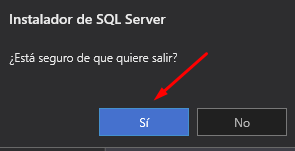 Instalador de SQL Server
¿Está seguro de que quiere salir?
Sí
No